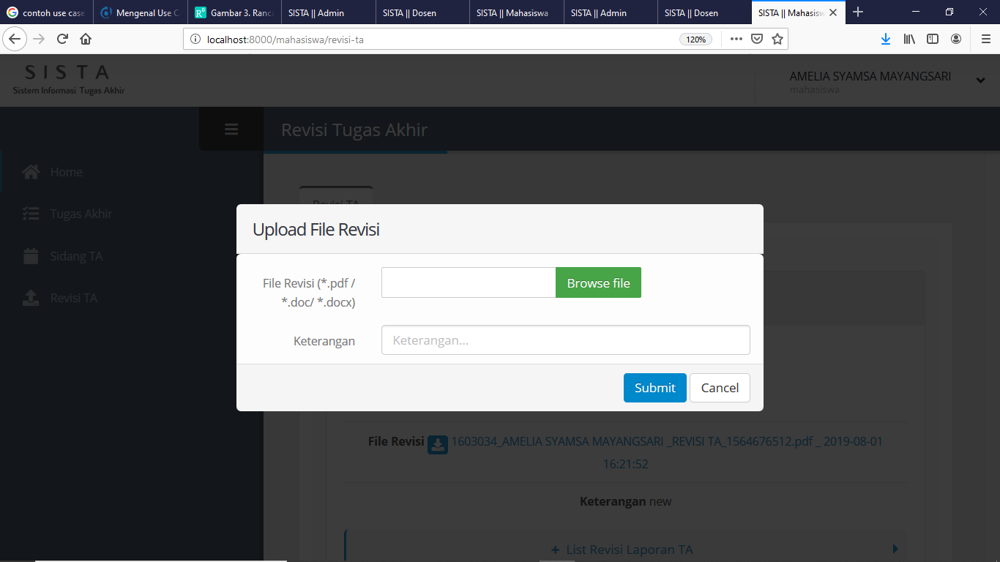 contoh use case
Mengenal Use C
Gambar 3. Ranca
SISTA || Admin
SISTA || Dosen
SISTA || Mahasiswa
SISTA || Admin
SISTA || Dosen
SISTA || Mahasisw
localhost:8000/mahasiswa/revisi-ta
120%
SISTA
Sistem Informasi Tugas Akhir
AMELIA SYAMSA MAYANGSARI
mahasiswa
Revisi Tugas Akhir
Home
Tugas Akhir
Sidang TA
Revisi TA
Revisi TA
Upload File Revisi
File Revisi (*.pdf /
*.doc/ *.docx)
Browse file
Keterangan
Keterangan...
Submit
Cancel
File Revisi 1603034_AMELIA SYAMSA MAYANGSARI _REVISI TA_1564676512.pdf _ 2019-08-01
16:21:52
Keterangan new
+ List Revisi Laporan TA